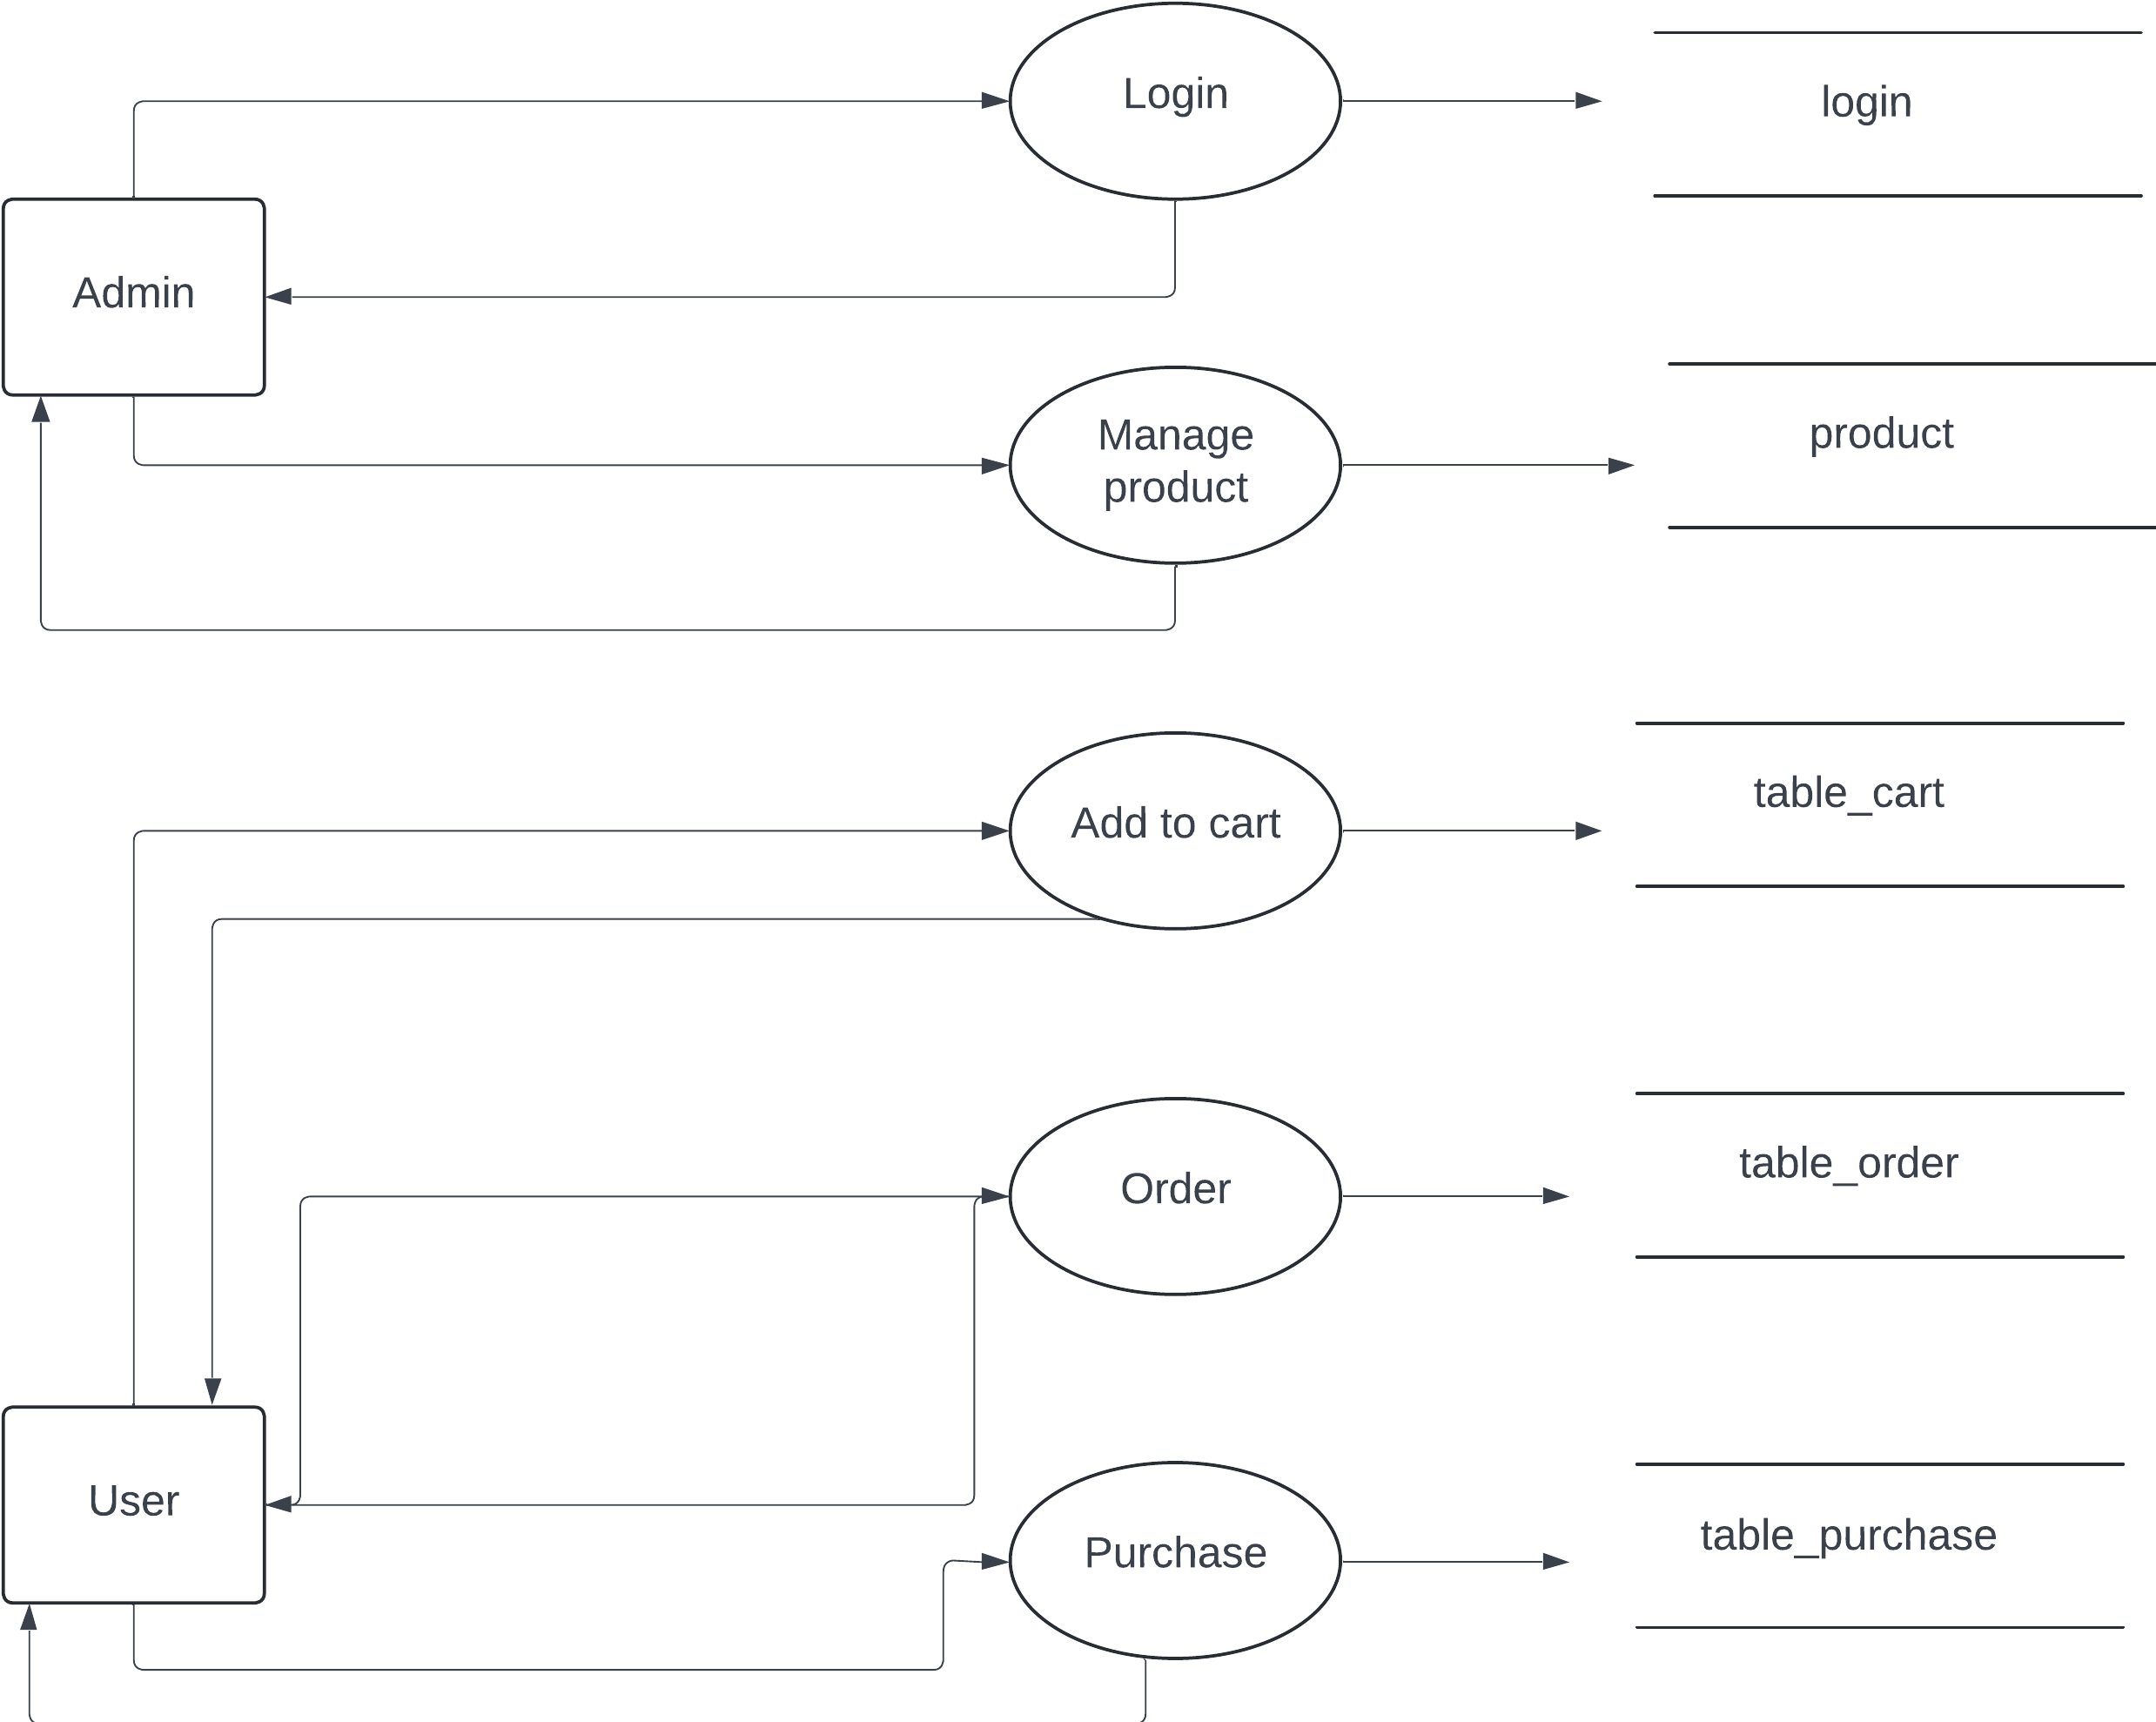 Login
login
Admin
Manage
product
product
Add to cart
table_cart
Order
table_order
User
Purchase
table_purchase